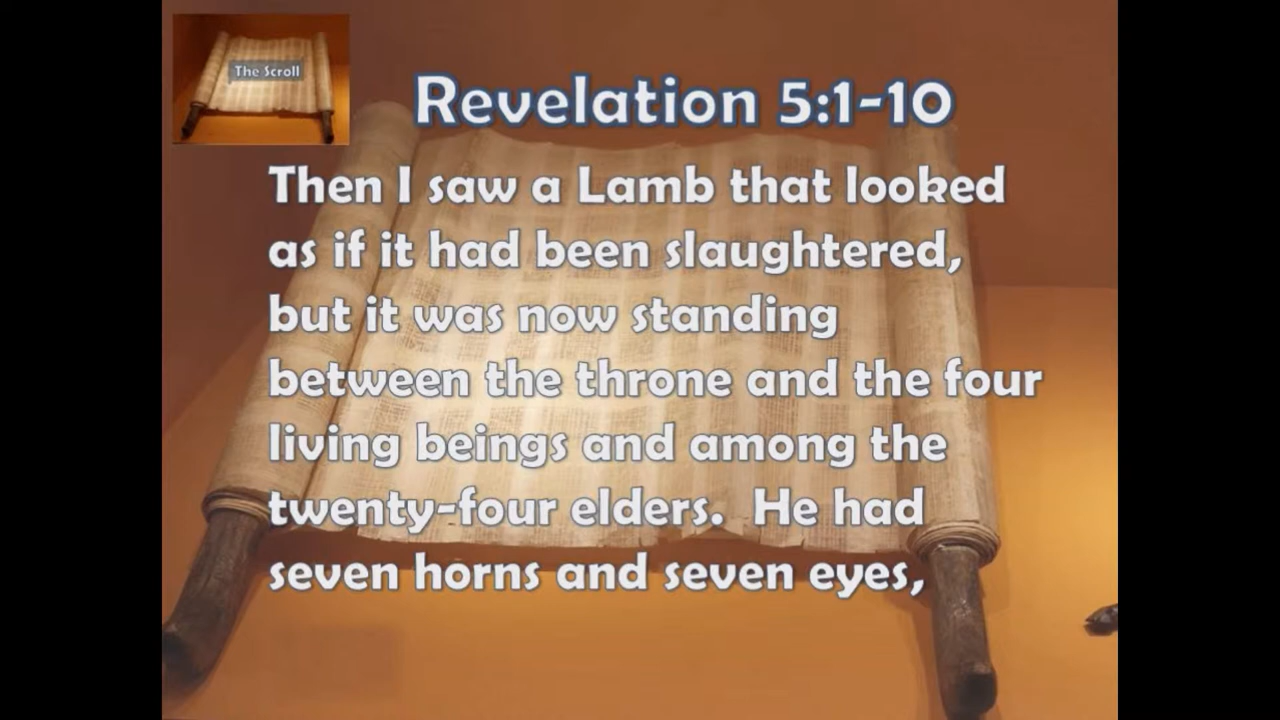 The Scroll
Revelation 5:1-10
Then I saw a Lamb that looked
as if it had been slaughtered,
but it was now standing
between the throne and the four
living beings and among the
twenty-four elders.  He had
seven horns and seven eyes,